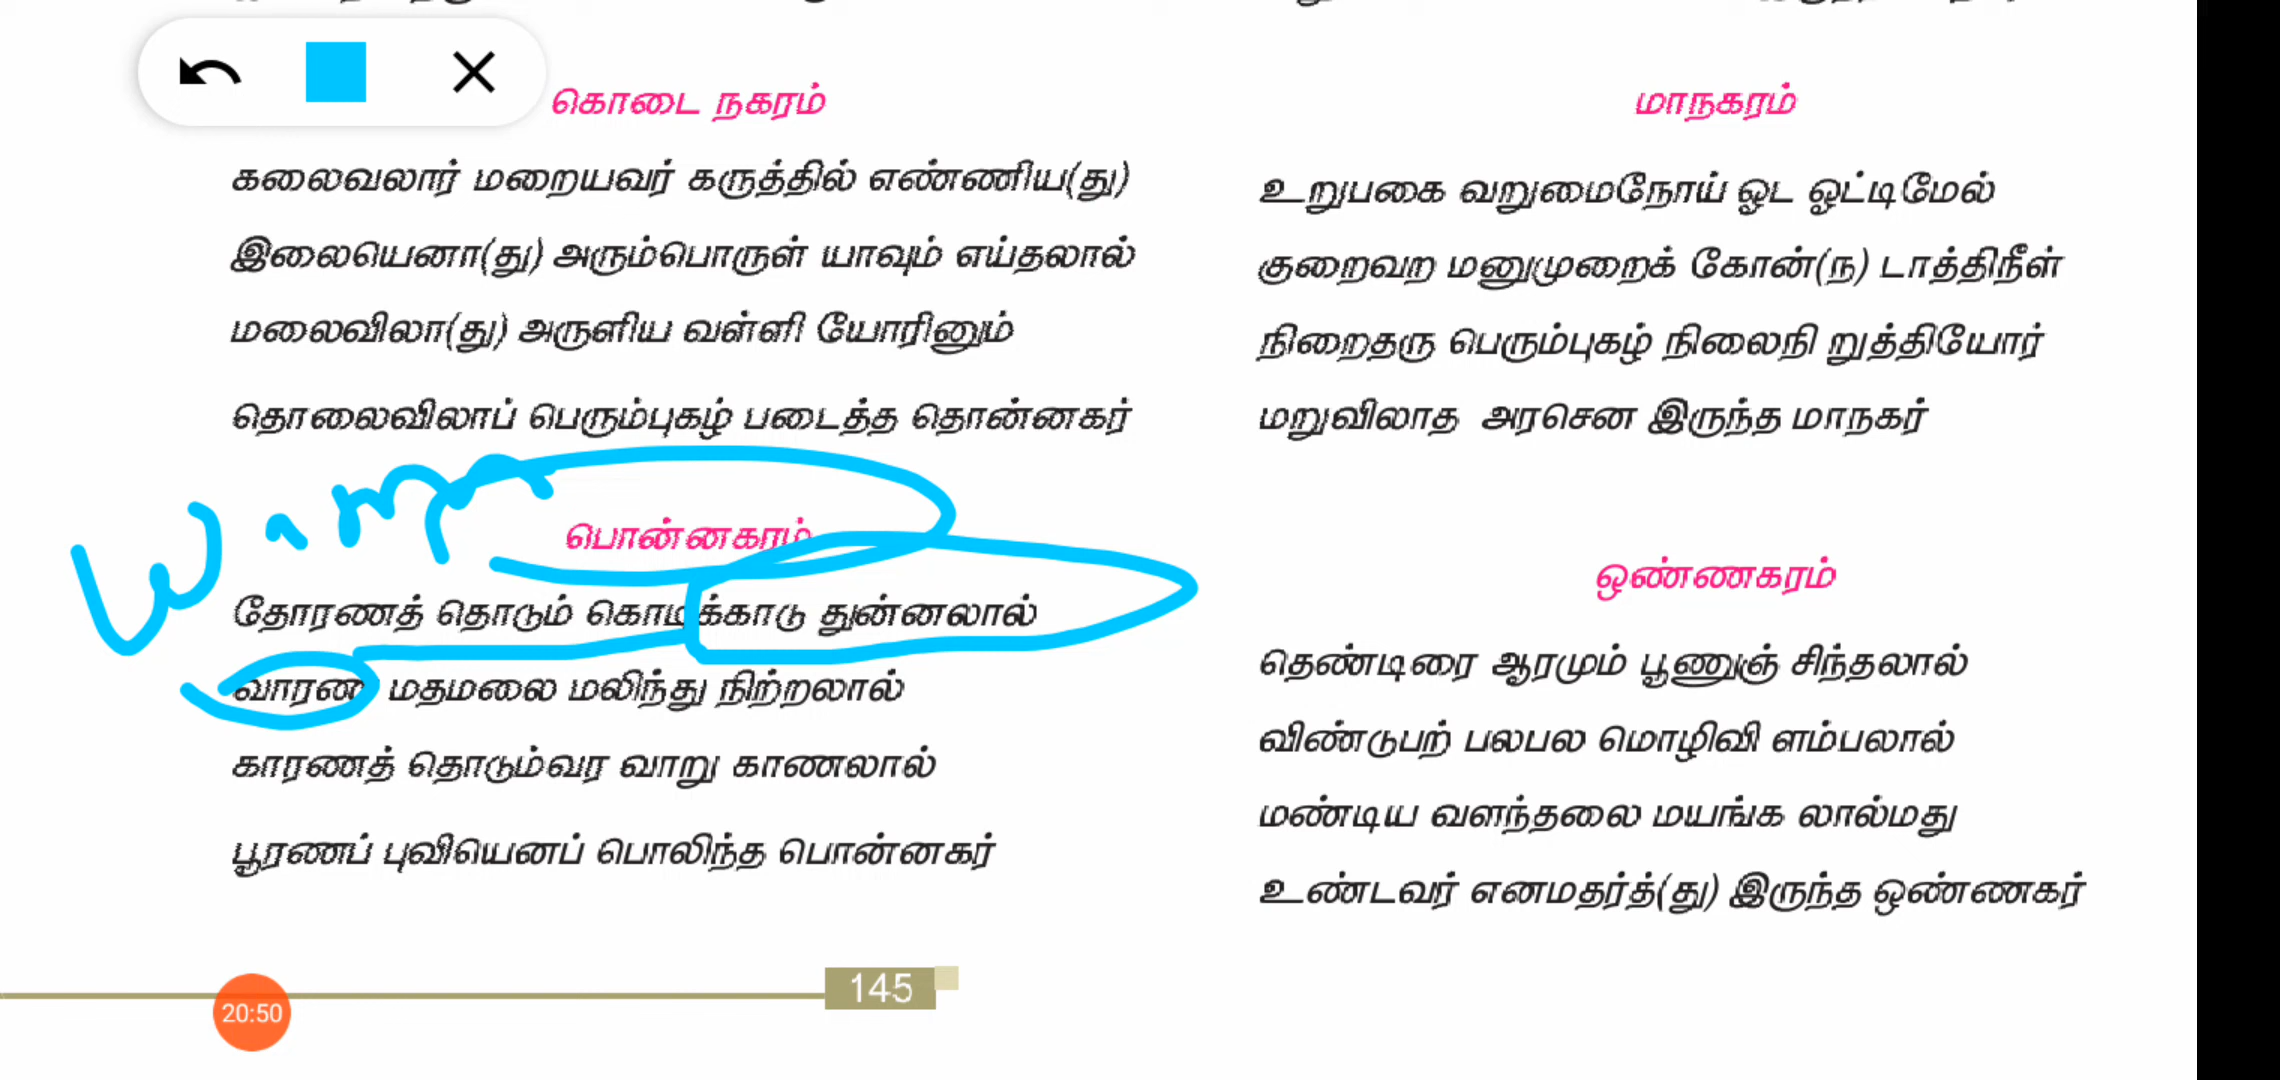 கொடை நகரம்
கலைவலார் மறையவர் கருத்தில் எண்ணிய(து)
இலையெனா(து) அரும்பொருள் யாவும் எய்தலால்
மலைவிலா(து) அருளிய வள்ளி யோரினும்
தொலைவிலாப் பெரும்புகழ் படைத்த தொன்னகர்
பொன்னகரம்
தோரணத் தொடும் கொடிக்காடு துன்னலால்
வாரண மதமலை மலிந்து நிற்றலால்
காரணத் தொடும்வர வாறு காணலால்
பூரணப் புவியெனப் பொலிந்த பொன்னகர்
மாநகரம்
உறுபகை வறுமைநோய் ஓட ஓட்டிமேல்
குறைவற மனுமுறைக் கோன்(ந) டாத்திநீள்
நிறைதரு பெரும்புகழ் நிலைநி றுத்தியோர்
மறுவிலாத அரசென இருந்த மாநகர்
ஒண்ணகரம்
தெண்டிரை ஆரமும் பூணுஞ் சிந்தலால்
விண்டுபற் பலபல மொழிவி ளம்பலால்
மண்டிய வளந்தலை மயங்க லால்மது
உண்டவர் எனமதர்த்(து) இருந்த ஒண்ணகர்
145
20:50